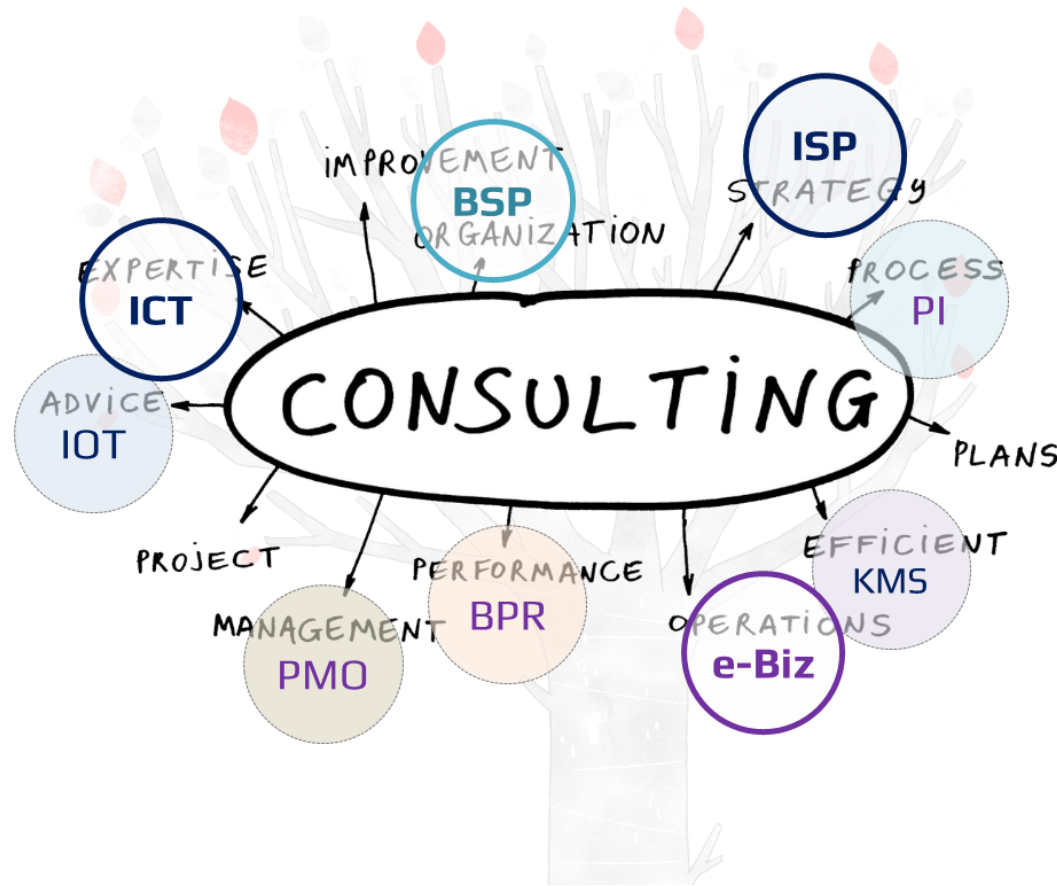 ISP
IMPROVEMENT
STRATEGY
BSP
ORGANIZATION
EXPERTISE
PROCESS
ICT
PI
CONSULTING
ADVICE
IOT
PLANS
EFFICIENT
PROJECT
PERFORMANCE
KMS
BPR
MANAGEMENT
OPERATIONS
PMO
e-Biz